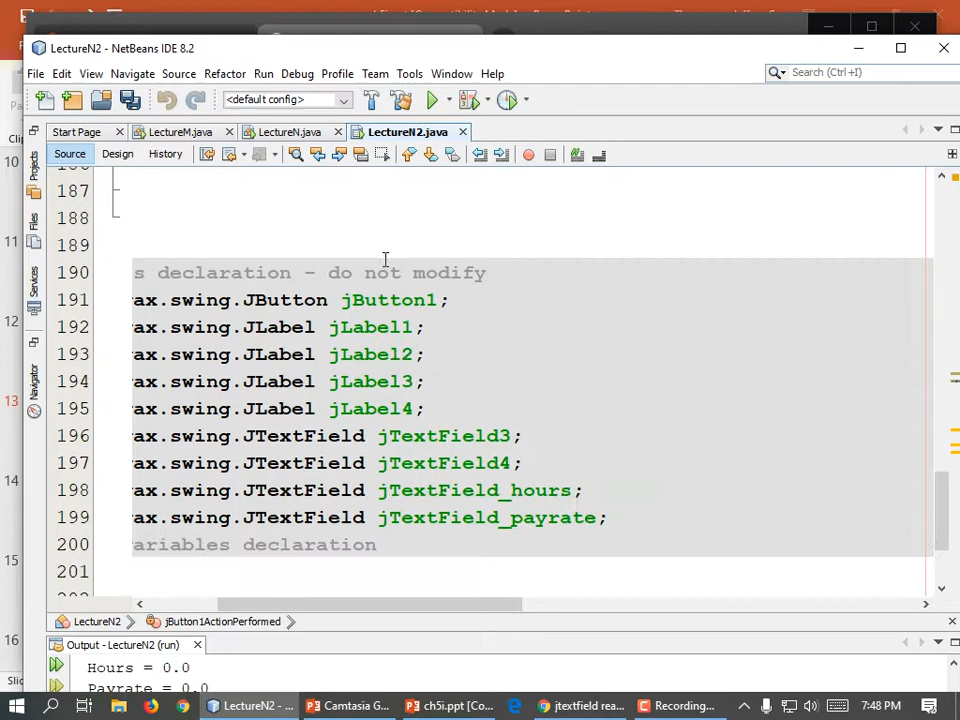 LectureN2 - NetBeans IDE 8.2
File Edit View Navigate Source Refactor Run Debug Profile Team Tools Window Help
Search (Ctrl+I)
<default config>
Start Page LectureM.java LectureN.java LectureN2.java
Source Design History
10
11
12
13
14
15
16
Projects
Files
Services
Navigator
187
188
189
190 s declaration - do not modify
191 ax.swing.JButton jButton1;
192 ax.swing.JLabel jLabel1;
193 ax.swing.JLabel jLabel2;
194 ax.swing.JLabel jLabel3;
195 ax.swing.JLabel jLabel4;
196 ax.swing.JTextField jTextField3;
197 ax.swing.JTextField jTextField4;
198 ax.swing.JTextField jTextField_hours;
199 ax.swing.JTextField jTextField_payrate;
200 ariables declaration
201
LectureN2 jButton1ActionPerformed
Output - LectureN2 (run)
Hours = 0.0
Payrate = 0.0
LectureN2 - ... Camtasia G... ch5i.ppt [Co... jtextfield rea... Recording... 7:48 PM